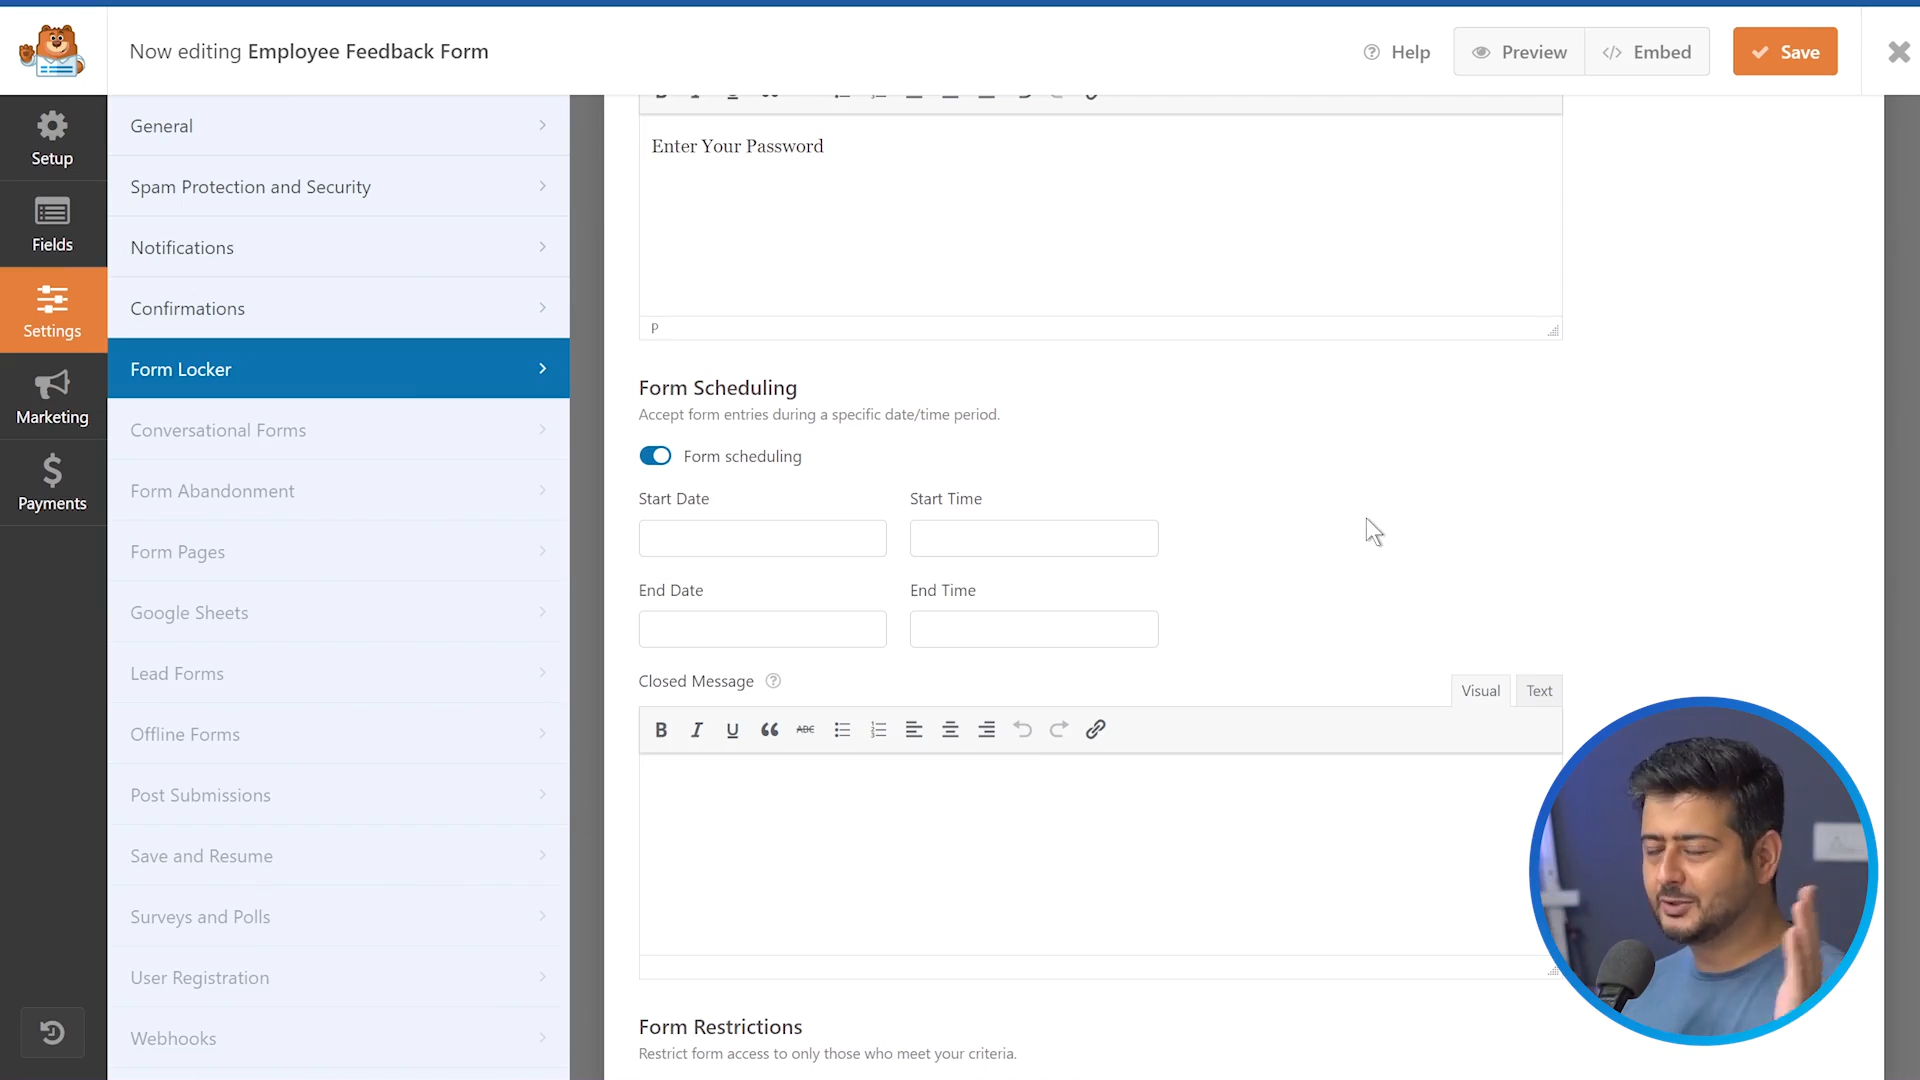 Now editing Employee Feedback Form
Help
Preview
Embed
Save
Setup
Fields
Settings
Marketing
Payments
General
Spam Protection and Security
Notifications
Confirmations
Form Locker
Conversational Forms
Form Abandonment
Form Pages
Google Sheets
Lead Forms
Offline Forms
Post Submissions
Save and Resume
Surveys and Polls
User Registration
Webhooks
Enter Your Password
P
Form Scheduling
Accept form entries during a specific date/time period.
Form scheduling
Start Date
Start Time
End Date
End Time
Closed Message
Visual
Text
B I U ABC
Form Restrictions
Restrict form access to only those who meet your criteria.